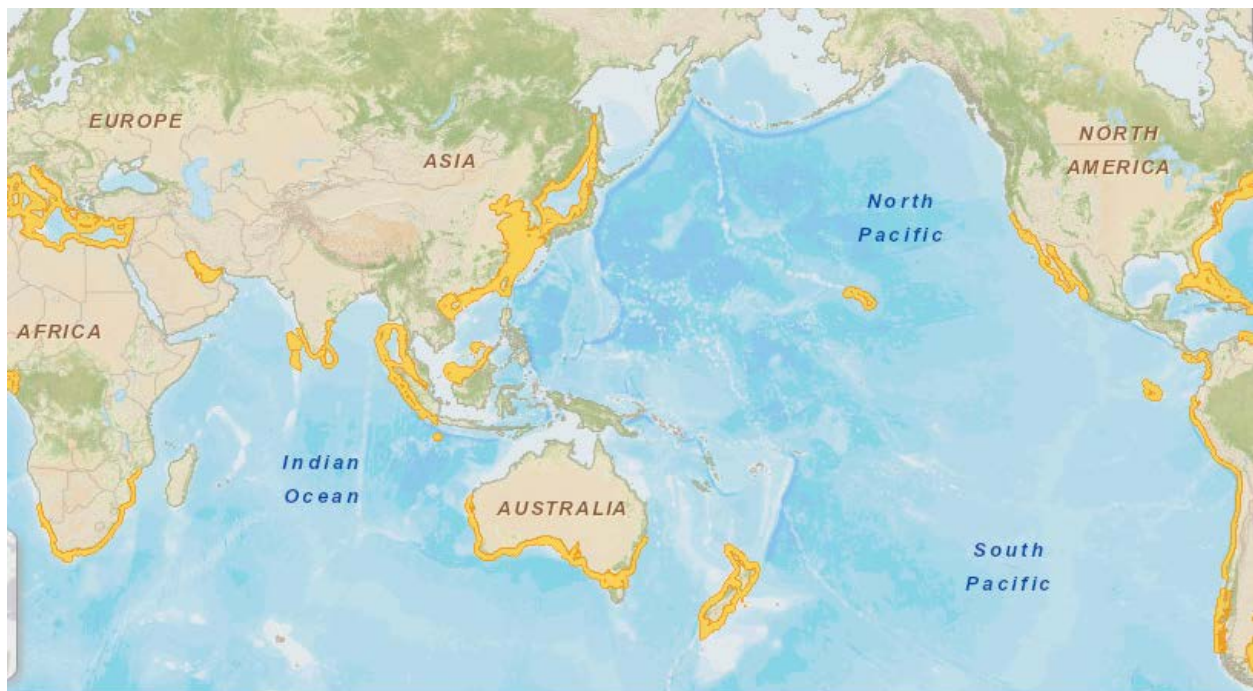 EUROPE
ASIA
NORTH
AMERICA
North
Pacific
AFRICA
Indian
Ocean
AUSTRALIA
South
Pacific